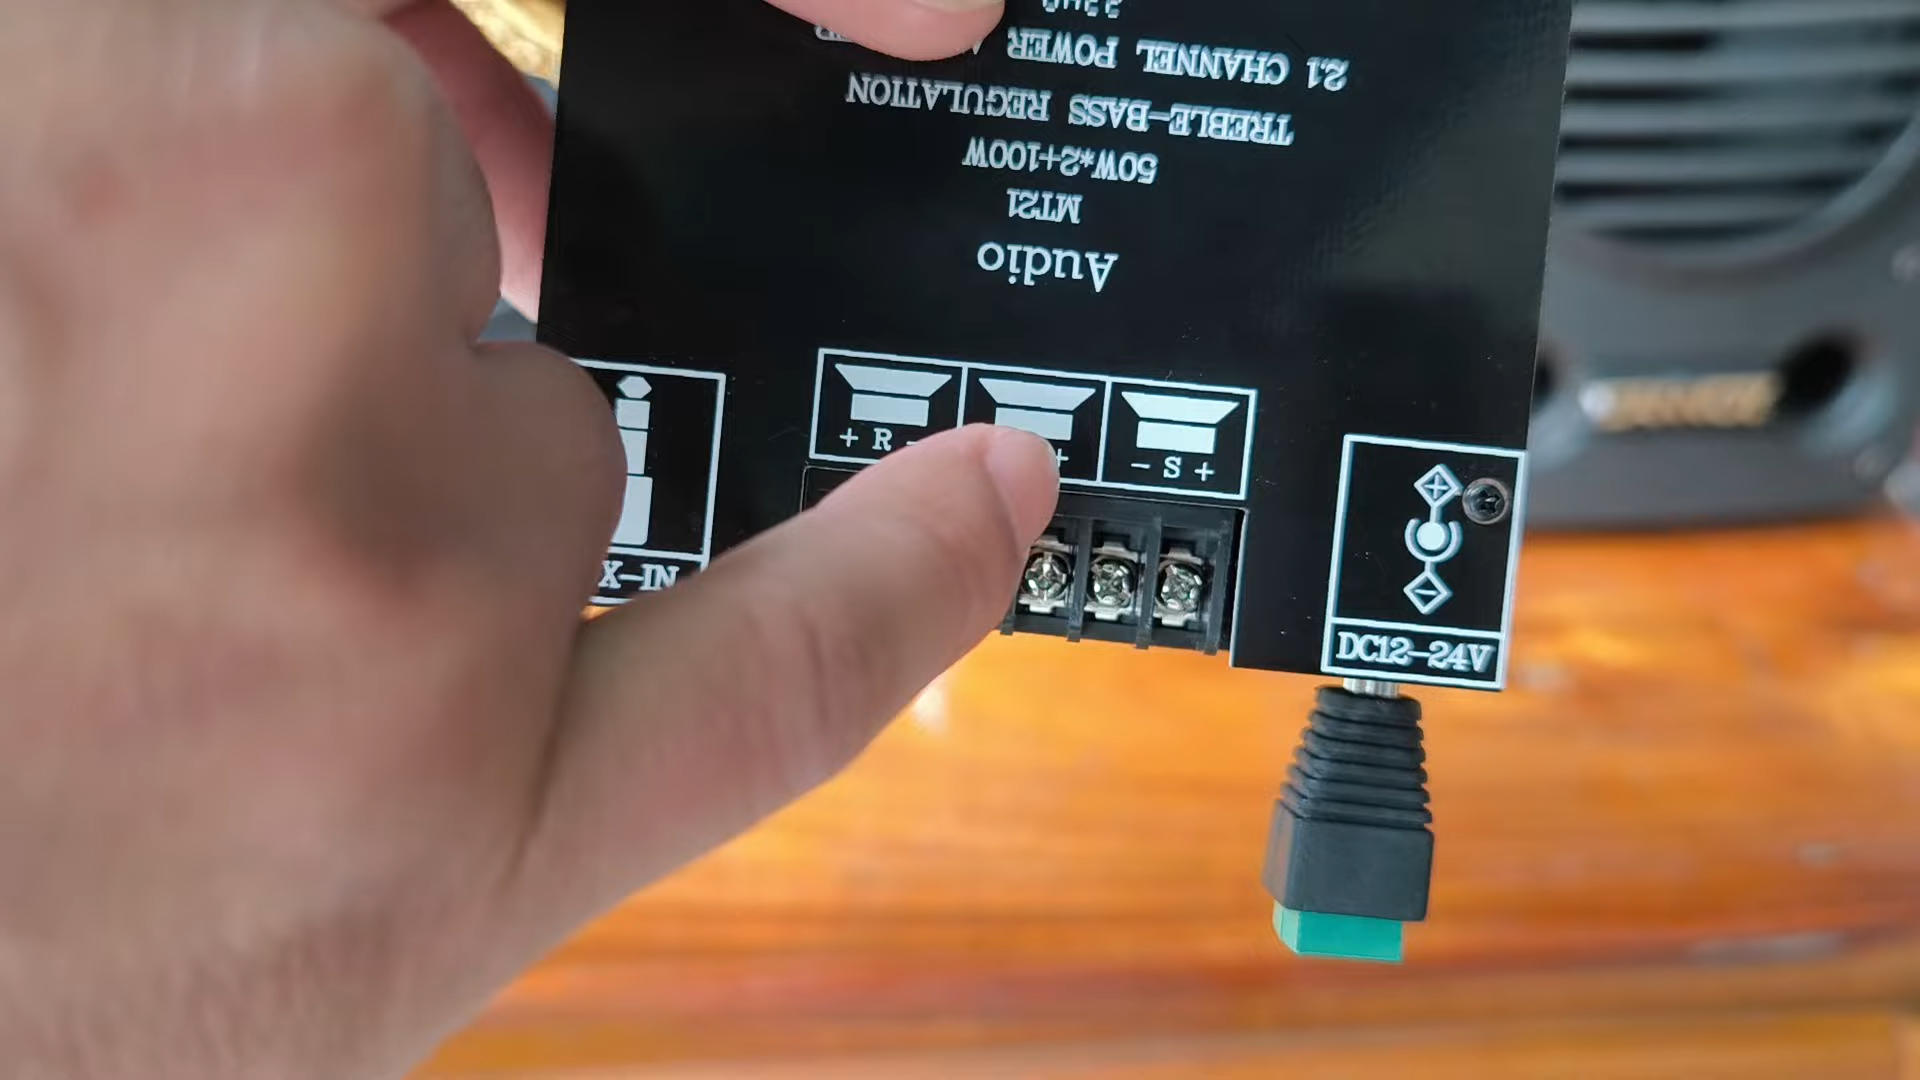 2.1 CHANNEL POWER
TREBLE-BASS REGULATION
50W*2+100W
MT21
Audio
+ R -
+
- S +
X-IN
DC12-24V